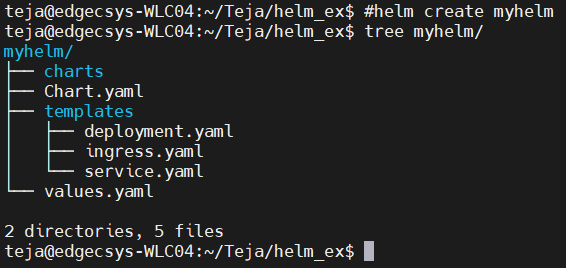 teja@edgecsys-WLC04:~/Teja/helm_ex$ #helm create myhelm
teja@edgecsys-WLC04:~/Teja/helm_ex$ tree myhelm/
myhelm/
├── charts
├── Chart.yaml
├── templates
│   ├── deployment.yaml
│   ├── ingress.yaml
│   └── service.yaml
└── values.yaml

2 directories, 5 files
teja@edgecsys-WLC04:~/Teja/helm_ex$